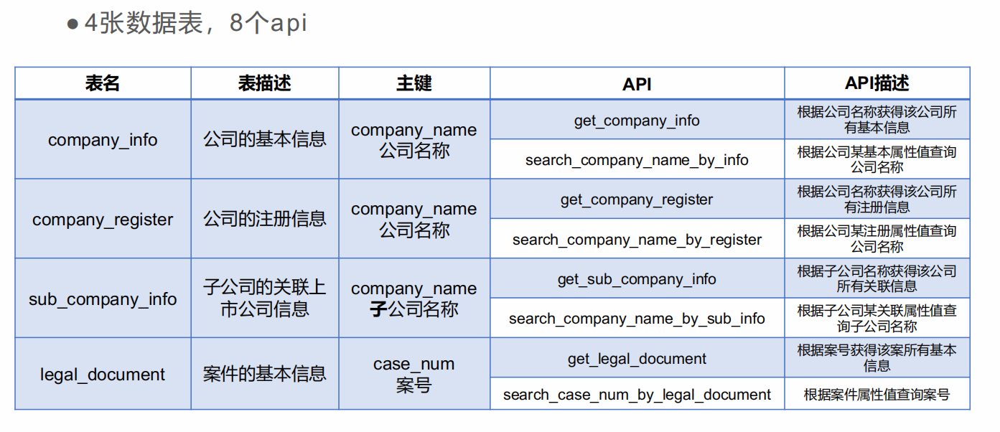 ●4张数据表，8个api
表名
表描述
主键
API
API描述
company_info
公司的基本信息
company_name
公司名称
get_company_info
根据公司名称获得该公司所
有基本信息
search_company_name_by_info
根据公司某基本属性值查询
公司名称
company_register
公司的注册信息
company_name
公司名称
get_company_register
根据公司名称获得该公司所
有注册信息
search_company_name_by_register
根据公司某注册属性值查询
公司名称
sub_company_info
子公司的关联上
市公司信息
company_name
子公司名称
get_sub_company_info
根据子公司名称获得该公司
所有关联信息
search_company_name_by_sub_info
根据子公司某关联属性值查
询子公司名称
legal_document
案件的基本信息
case_num
案号
get_legal_document
根据案号获得该案所有基本
信息
search_case_num_by_legal_document
根据案件属性值查询案号